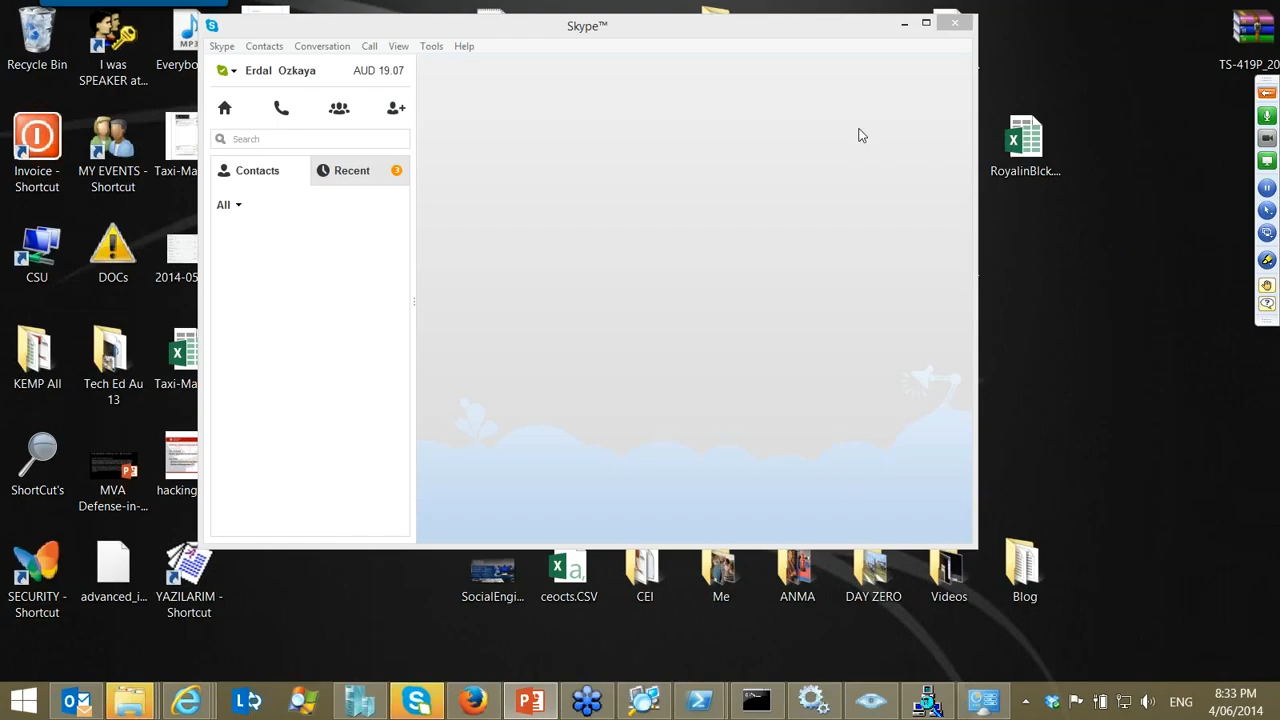 Skype™
Skype Contacts Conversation Call View Tools Help
Erdal Ozkaya AUD 19.07
Search
Contacts Recent 3
All
Recycle Bin
I was
SPEAKER at...
Everybo
TS-419P_20
Invoice -
Shortcut
MY EVENTS -
Shortcut
Taxi-Ma
RoyalinBlck....
CSU
DOCs
2014-05
KEMP All
Tech Ed Au
13
Taxi-Ma
ShortCut's
MVA
Defense-in-...
hacking
SECURITY -
Shortcut
advanced_i...
YAZILARIM -
Shortcut
SocialEngi...
ceocts.CSV
CEI
Me
ANMA
DAY ZERO
Videos
Blog
ENG
8:33 PM
4/06/2014